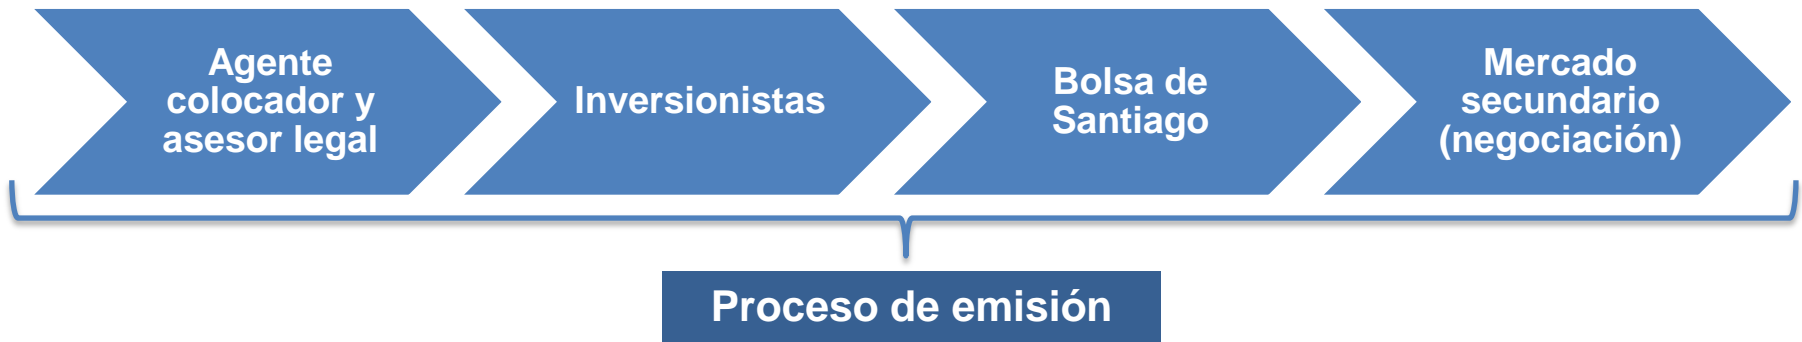 Agente
colocador y
asesor legal
Inversionistas
Bolsa de
Santiago
Mercado
secundario
(negociación)
Proceso de emisión